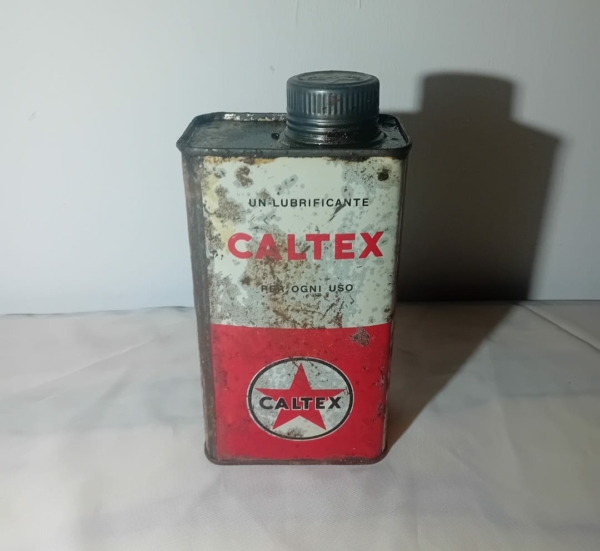 UN LUBRIFICANTE
CALTEX
PER OGNI USO
CALTEX